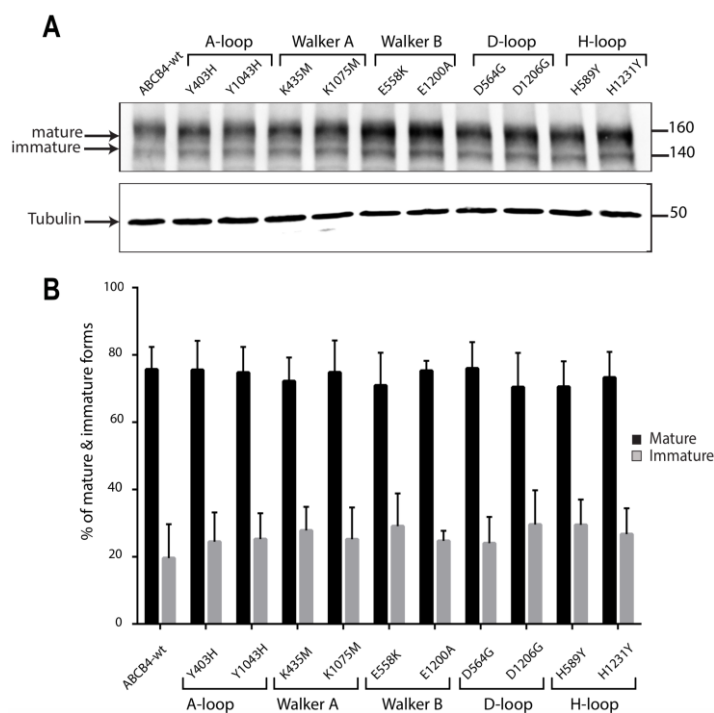 A
A-loop Walker A Walker B D-loop H-loop
ABCB4-wt Y403H Y1043H K435M K1075M E558K E1200A D564G D1206G H589Y H1231Y
mature 160
immature 140
Tubulin 50
B
% of mature & immature forms
100
80
60
40
20
0
Mature
Immature
ABCB4-wt Y403H Y1043H K435M K1075M E558K E1200A D564G D1206G H589Y H1231Y
A-loop Walker A Walker B D-loop H-loop